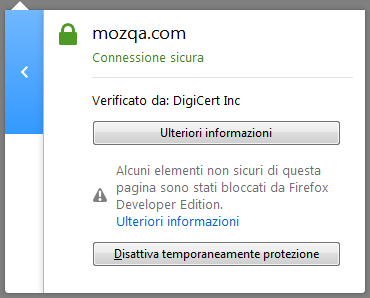 mozqa.com
Connessione sicura
Verificato da: DigiCert Inc
Ulteriori informazioni
Alcuni elementi non sicuri di questa
pagina sono stati bloccati da Firefox
Developer Edition.
Ulteriori informazioni
Disattiva temporaneamente protezione